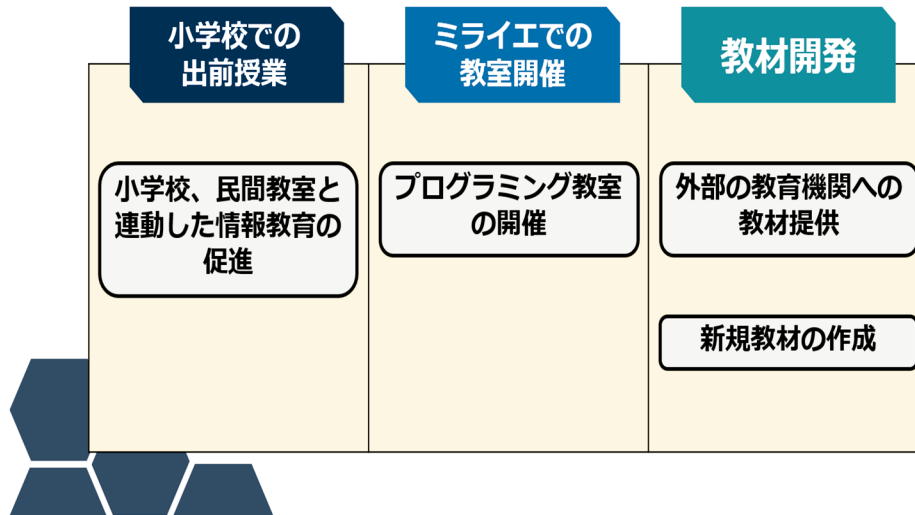 小学校での
出前授業
ミライエでの
教室開催
教材開発
小学校、民間教室と
連動した情報教育の
促進
プログラミング教室
の開催
外部の教育機関への
教材提供
新規教材の作成